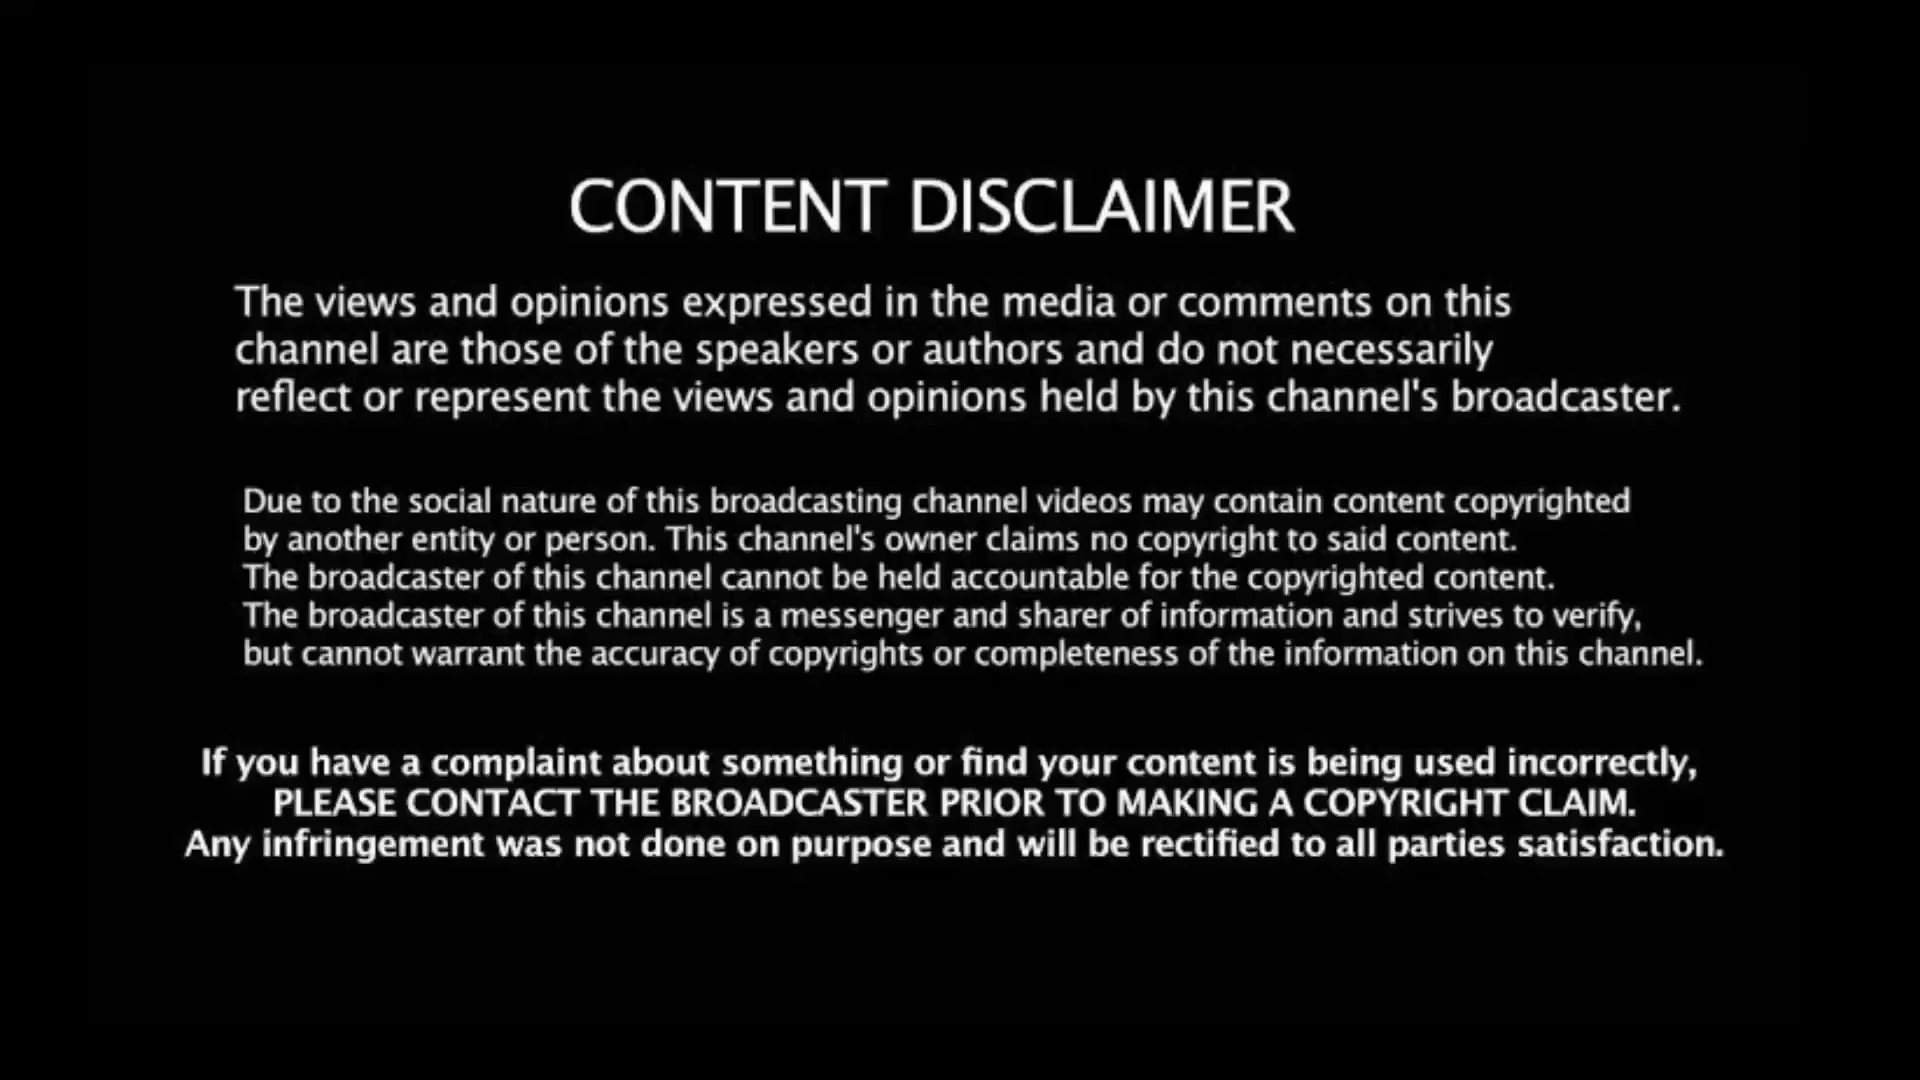 CONTENT DISCLAIMER
The views and opinions expressed in the media or comments on this
channel are those of the speakers or authors and do not necessarily
reflect or represent the views and opinions held by this channel's broadcaster.
Due to the social nature of this broadcasting channel videos may contain content copyrighted
by another entity or person. This channel's owner claims no copyright to said content.
The broadcaster of this channel cannot be held accountable for the copyrighted content.
The broadcaster of this channel is a messenger and sharer of information and strives to verify,
but cannot warrant the accuracy of copyrights or completeness of the information on this channel.
If you have a complaint about something or find your content is being used incorrectly,
PLEASE CONTACT THE BROADCASTER PRIOR TO MAKING A COPYRIGHT CLAIM.
Any infringement was not done on purpose and will be rectified to all parties satisfaction.